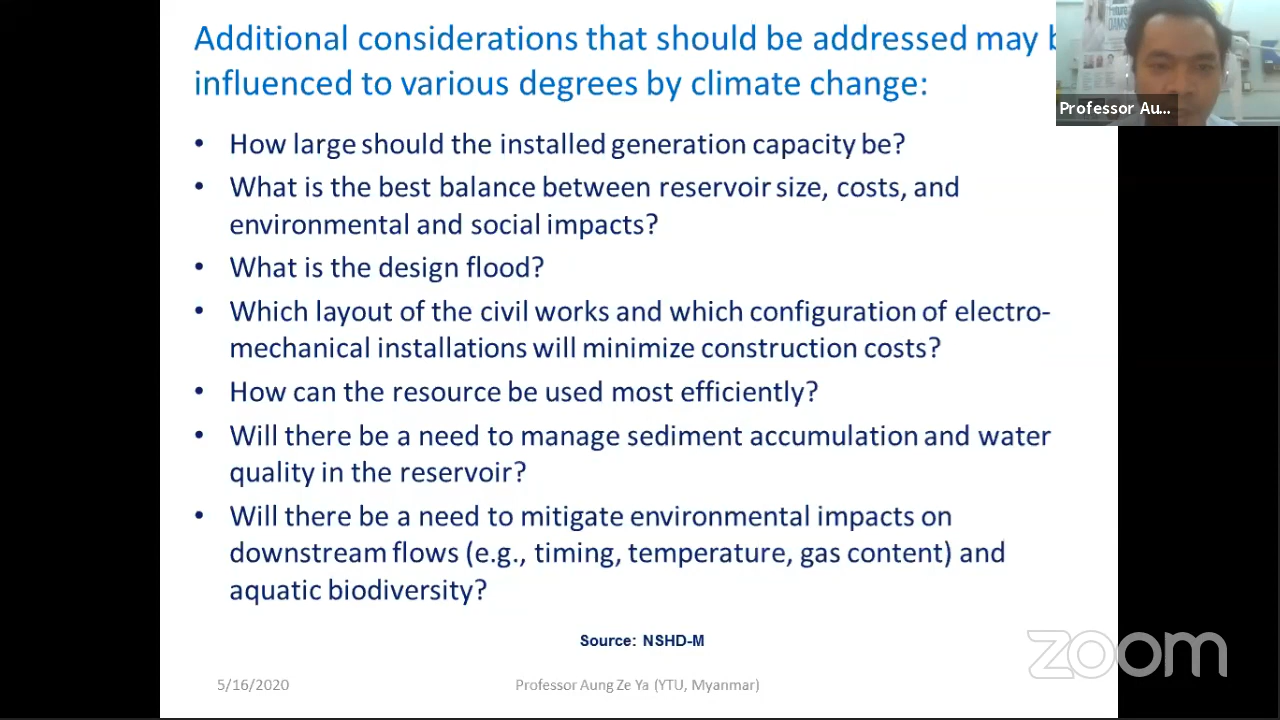 Additional considerations that should be addressed may b
influenced to various degrees by climate change:
Professor Au...
• How large should the installed generation capacity be?
• What is the best balance between reservoir size, costs, and
environmental and social impacts?
• What is the design flood?
• Which layout of the civil works and which configuration of electro-
mechanical installations will minimize construction costs?
• How can the resource be used most efficiently?
• Will there be a need to manage sediment accumulation and water
quality in the reservoir?
• Will there be a need to mitigate environmental impacts on
downstream flows (e.g., timing, temperature, gas content) and
aquatic biodiversity?
Source: NSHD-M
zoom
5/16/2020
Professor Aung Ze Ya (YTU, Myanmar)